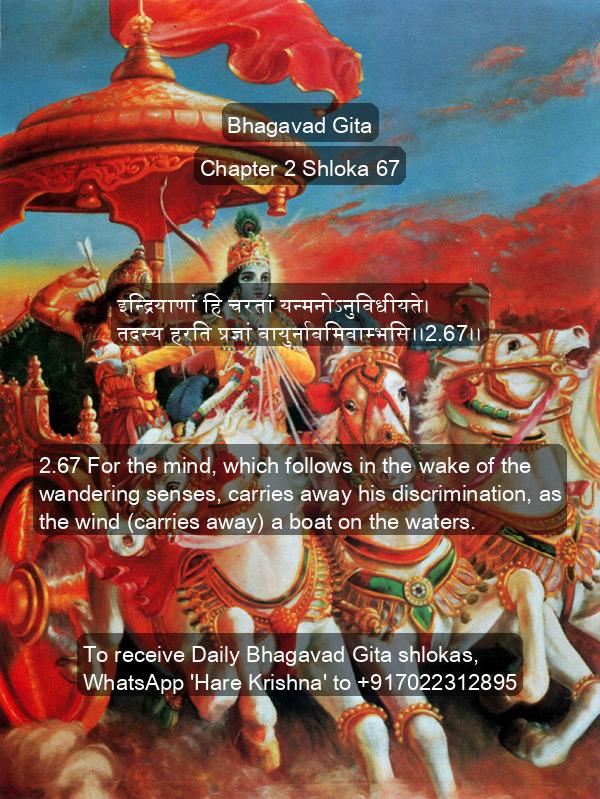 Bhagavad Gita
Chapter 2 Shloka 67
इन्द्रियाणां हि चरतां यन्मनोऽनुविधीयते।
तदस्य हरति प्रज्ञां वायुर्नावमिवाम्भसि।।2.67।।
2.67 For the mind, which follows in the wake of the
wandering senses, carries away his discrimination, as
the wind (carries away) a boat on the waters.
To receive Daily Bhagavad Gita shlokas,
WhatsApp 'Hare Krishna' to +917022312895